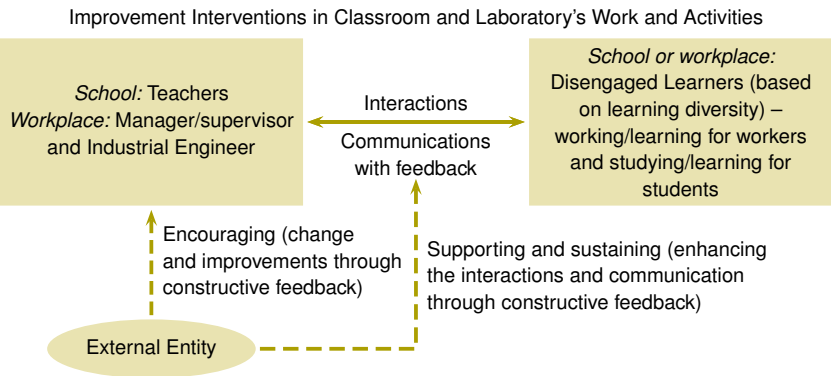 Improvement Interventions in Classroom and Laboratory's Work and Activities
School: Teachers
Workplace: Manager/supervisor
and Industrial Engineer
Interactions
Communications
with feedback
School or workplace:
Disengaged Learners (based
on learning diversity) –
working/learning for workers
and studying/learning for
students
Encouraging (change
and improvements through
constructive feedback)
Supporting and sustaining (enhancing
the interactions and communication
through constructive feedback)
External Entity